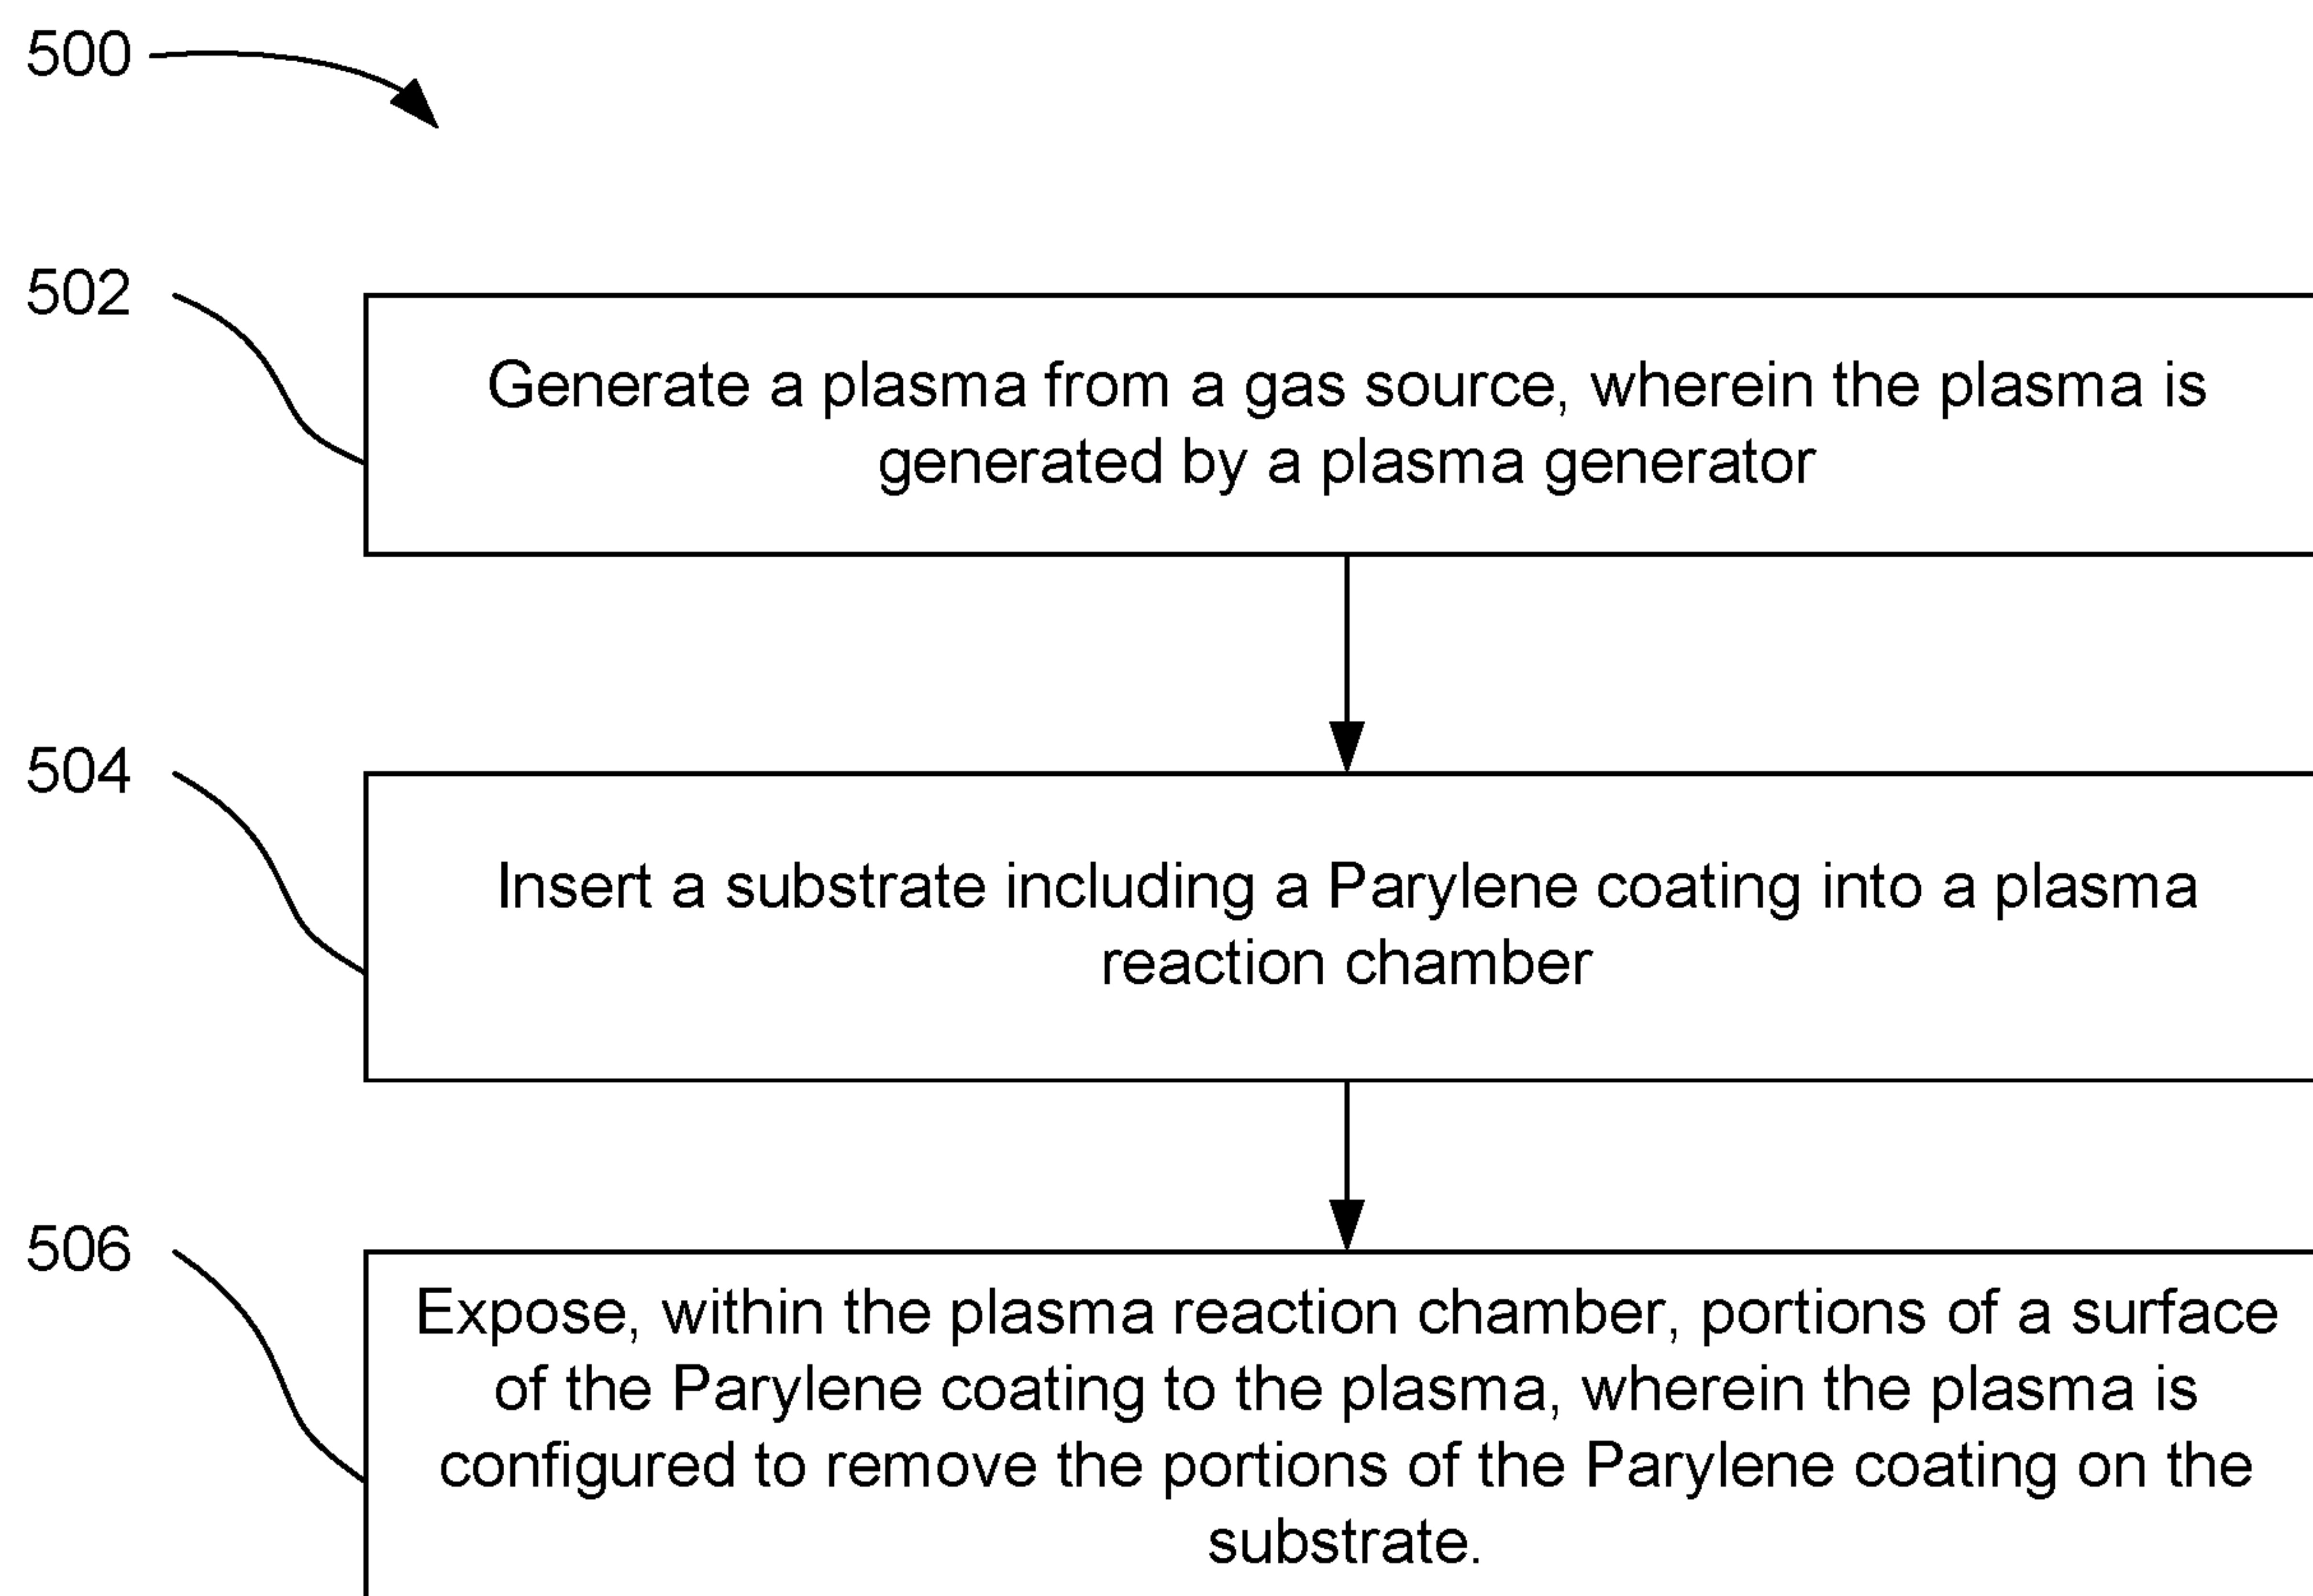 500
502
Generate a plasma from a gas source, wherein the plasma is
generated by a plasma generator
504
Insert a substrate including a Parylene coating into a plasma
reaction chamber
506
Expose, within the plasma reaction chamber, portions of a surface
of the Parylene coating to the plasma, wherein the plasma is
configured to remove the portions of the Parylene coating on the
substrate.